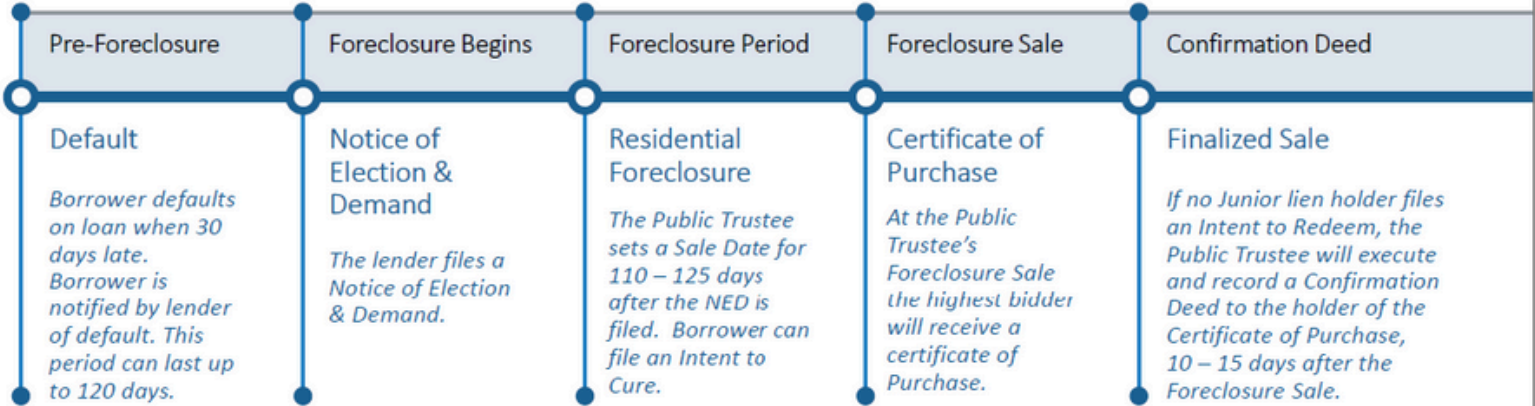 Pre-Foreclosure
Foreclosure Begins
Foreclosure Period
Foreclosure Sale
Confirmation Deed
Default
Borrower defaults
on loan when 30
days late.
Borrower is
notified by lender
of default. This
period can last up
to 120 days.
Notice of
Election &
Demand
The lender files a
Notice of Election
& Demand.
Residential
Foreclosure
The Public Trustee
sets a Sale Date for
110 – 125 days
after the NED is
filed. Borrower can
file an Intent to
Cure.
Certificate of
Purchase
At the Public
Trustee's
Foreclosure Sale
the highest bidder
will receive a
certificate of
Purchase.
Finalized Sale
If no Junior lien holder files
an Intent to Redeem, the
Public Trustee will execute
and record a Confirmation
Deed to the holder of the
Certificate of Purchase,
10 – 15 days after the
Foreclosure Sale.